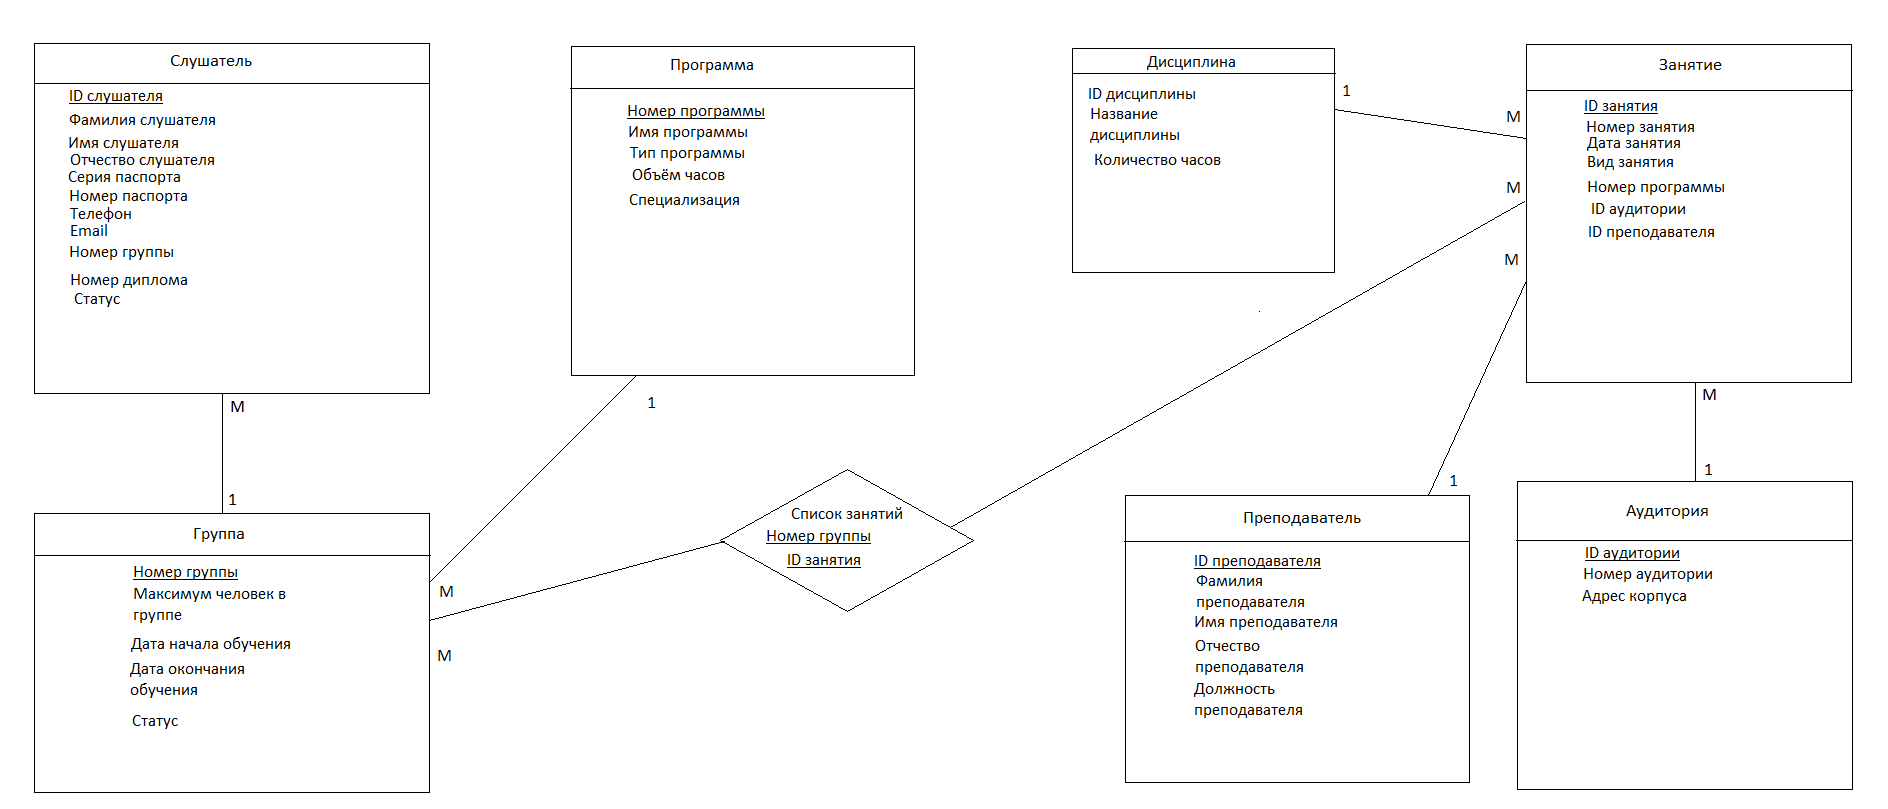 Слушатель
ID слушателя
Фамилия слушателя
Имя слушателя
Отчество слушателя
Серия паспорта
Номер паспорта
Телефон
Email
Номер группы
Номер диплома
Статус
М
1
Программа
Номер программы
Имя программы
Тип программы
Объём часов
Специализация
1
Дисциплина
ID дисциплины
Название
дисциплины
Количество часов
1
М
М
М
Занятие
ID занятия
Номер занятия
Дата занятия
Вид занятия
Номер программы
ID аудитории
ID преподавателя
М
1
Группа
Номер группы
Максимум человек в
группе
Дата начала обучения
Дата окончания
обучения
Статус
М
М
Список занятий
Номер группы
ID занятия
1
Преподаватель
ID преподавателя
Фамилия
преподавателя
Имя преподавателя
Отчество
преподавателя
Должность
преподавателя
Аудитория
ID аудитории
Номер аудитории
Адрес корпуса